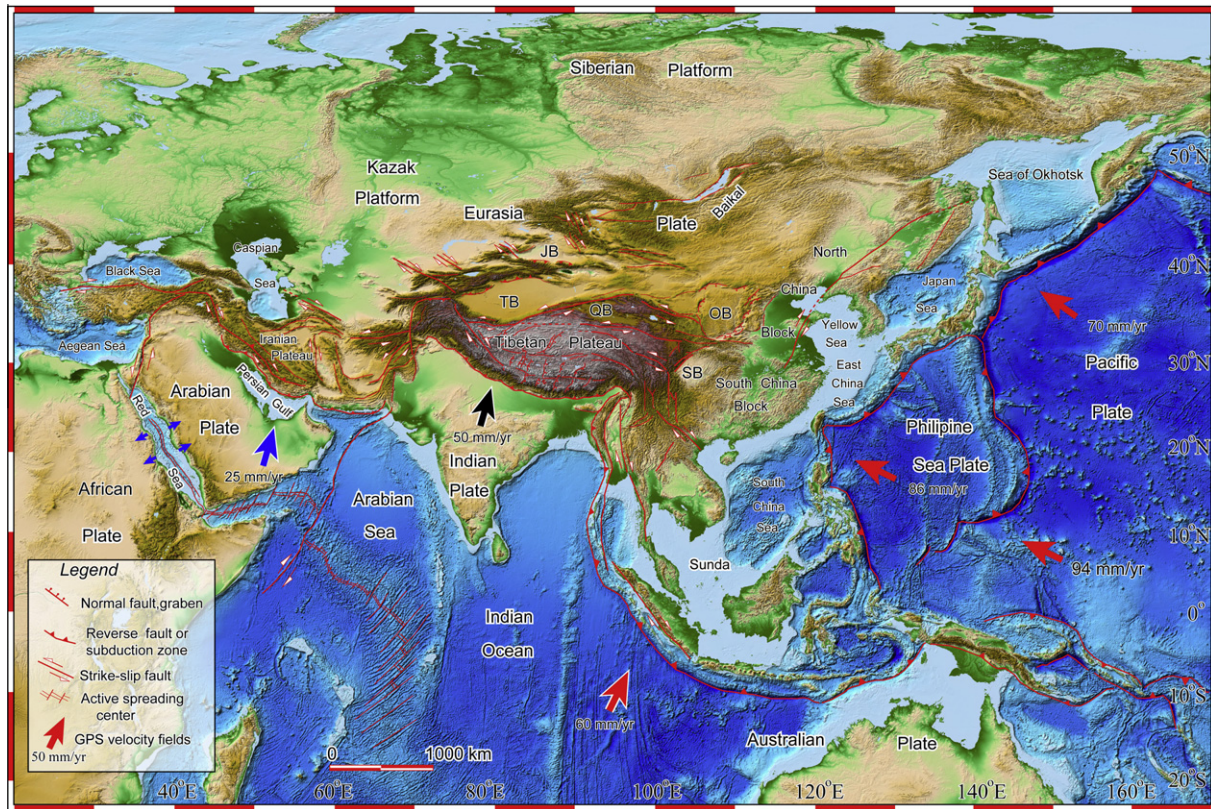 Siberian Platform
50°N
Sea of Okhotsk
Kazak
Platform
Eurasia
Plate
Baikal
JB
North
Caspian
Sea
Black Sea
40°N
Japan
Sea
China
TB
QB
OB
Block
Yellow
Sea
70 mm/yr
Aegean Sea
Iranian
Plateau
Tibetan Plateau
East
China
Sea
30°N
Pacific
Plate
SB
South China
Block
Arabian
Plate
Persian Gulf
Red
Sea
50 mm/yr
Philipine
Sea Plate
86 mm/yr
20°N
25 mm/yr
Indian
Plate
African
Plate
Arabian
Sea
South
China
Sea
10°N
94 mm/yr
Sunda
0°
Indian
Ocean
10°S
60 mm/yr
Australian Plate
20°S
Legend
Normal fault,graben
Reverse fault or
subduction zone
Strike-slip fault
Active spreading
center
GPS velocity fields
50 mm/yr
0 1000 km
40°E 60°E 80°E 100°E 120°E 140°E 160°E